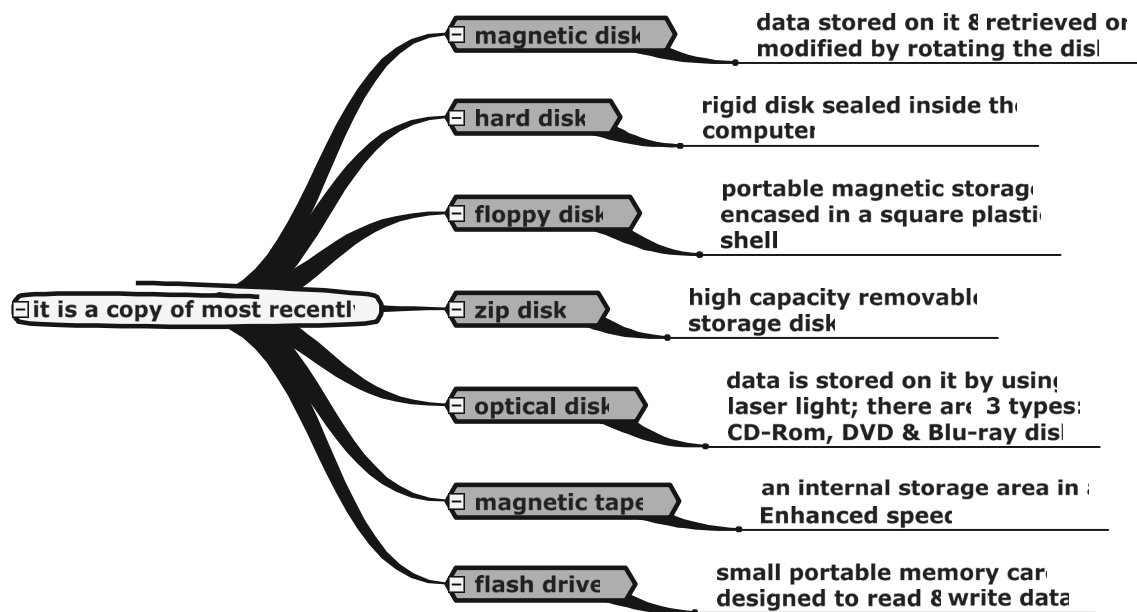 magnetic disk
data stored on it & retrieved or
modified by rotating the disk
hard disk
rigid disk sealed inside the
computer
floppy disk
portable magnetic storage
encased in a square plastic
shell
it is a copy of most recently
zip disk
high capacity removable
storage disk
optical disk
data is stored on it by using
laser light; there are 3 types:
CD-Rom, DVD & Blu-ray disk
magnetic tape
an internal storage area in a
Enhanced speed
flash drive
small portable memory card
designed to read & write data